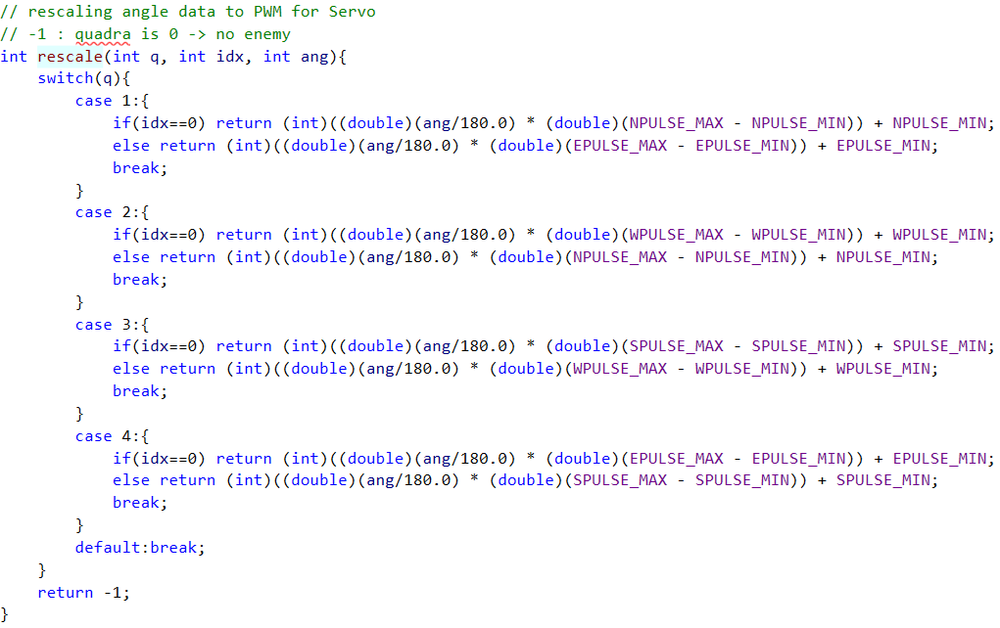 // rescaling angle data to PWM for Servo
// -1 : quadra is 0 -> no enemy
int rescale(int q, int idx, int ang){
    switch(q){
        case 1:{
            if(idx==0) return (int)((double)(ang/180.0) * (double)(NPULSE_MAX - NPULSE_MIN)) + NPULSE_MIN;
            else return (int)((double)(ang/180.0) * (double)(EPULSE_MAX - EPULSE_MIN)) + EPULSE_MIN;
            break;
        }
        case 2:{
            if(idx==0) return (int)((double)(ang/180.0) * (double)(WPULSE_MAX - WPULSE_MIN)) + WPULSE_MIN;
            else return (int)((double)(ang/180.0) * (double)(NPULSE_MAX - NPULSE_MIN)) + NPULSE_MIN;
            break;
        }
        case 3:{
            if(idx==0) return (int)((double)(ang/180.0) * (double)(SPULSE_MAX - SPULSE_MIN)) + SPULSE_MIN;
            else return (int)((double)(ang/180.0) * (double)(WPULSE_MAX - WPULSE_MIN)) + WPULSE_MIN;
            break;
        }
        case 4:{
            if(idx==0) return (int)((double)(ang/180.0) * (double)(EPULSE_MAX - EPULSE_MIN)) + EPULSE_MIN;
            else return (int)((double)(ang/180.0) * (double)(SPULSE_MAX - SPULSE_MIN)) + SPULSE_MIN;
            break;
        }
        default:break;
    }
    return -1;
}